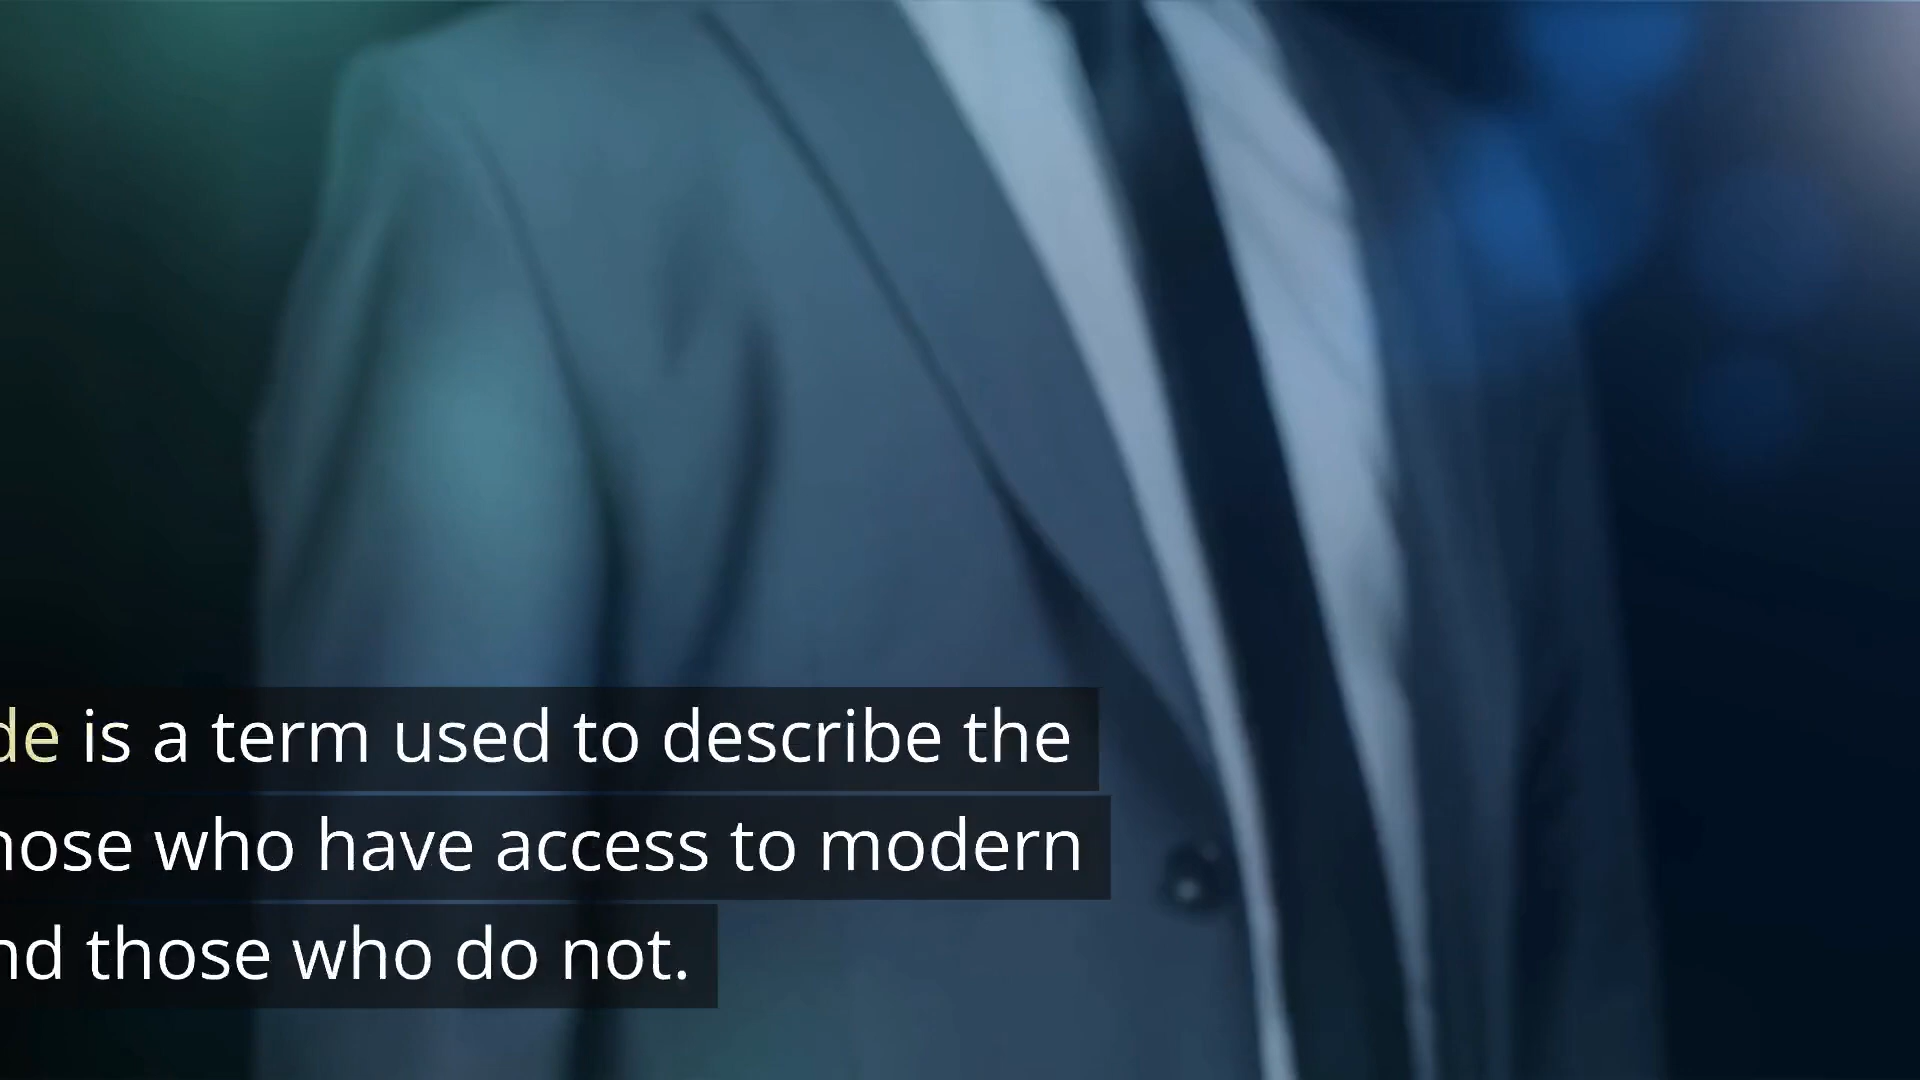 de is a term used to describe the
hose who have access to modern
nd those who do not.